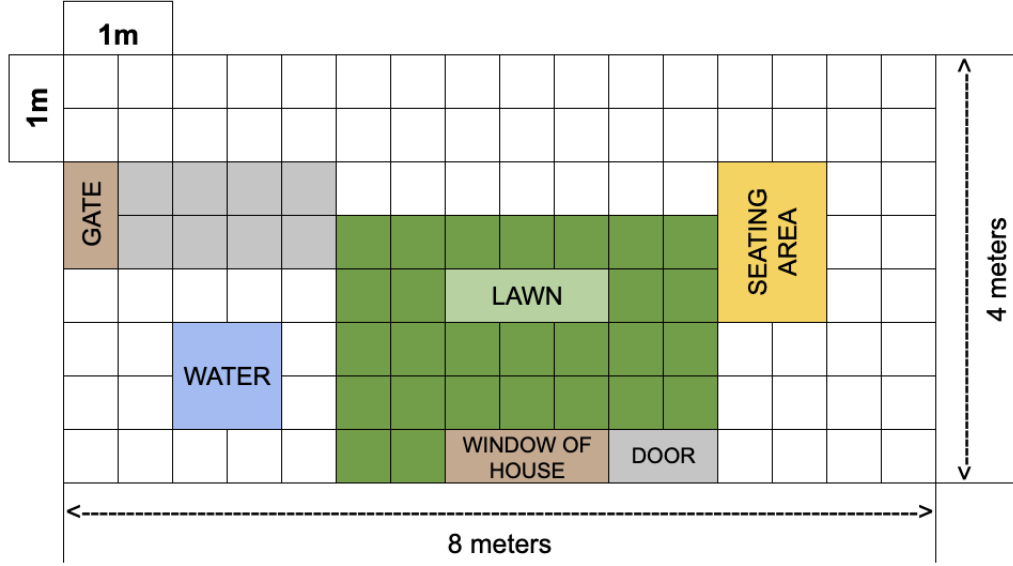 1m
1m
GATE
SEATING
AREA
LAWN
WATER
WINDOW OF
HOUSE
DOOR
4 meters
8 meters